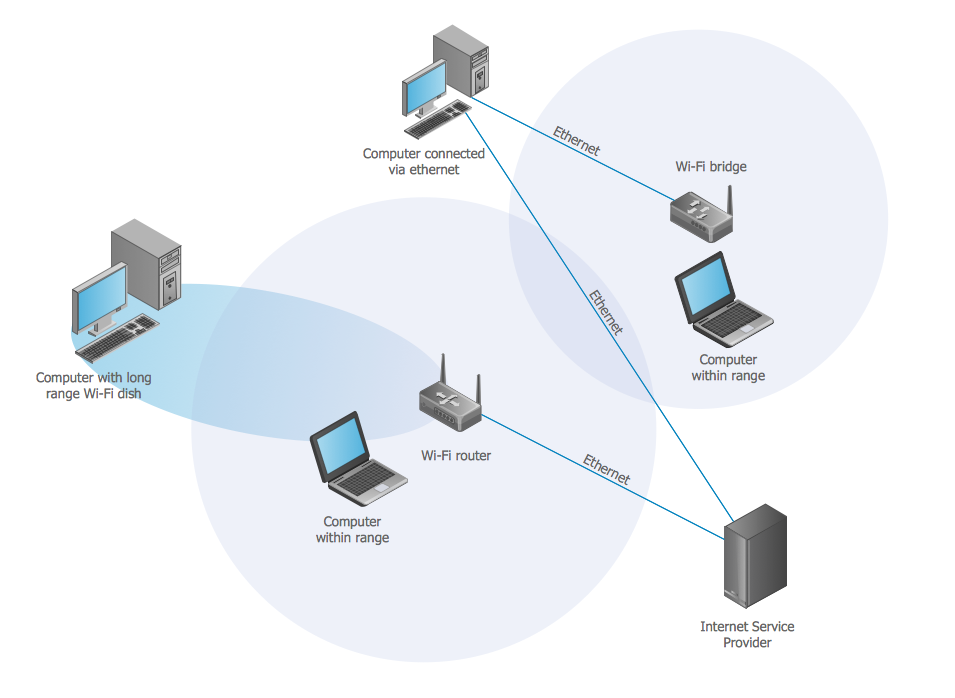 Computer connected
via ethernet
Ethernet
Wi-Fi bridge
Computer
within range
Ethernet
Computer with long
range Wi-Fi dish
Wi-Fi router
Ethernet
Computer
within range
Internet Service
Provider